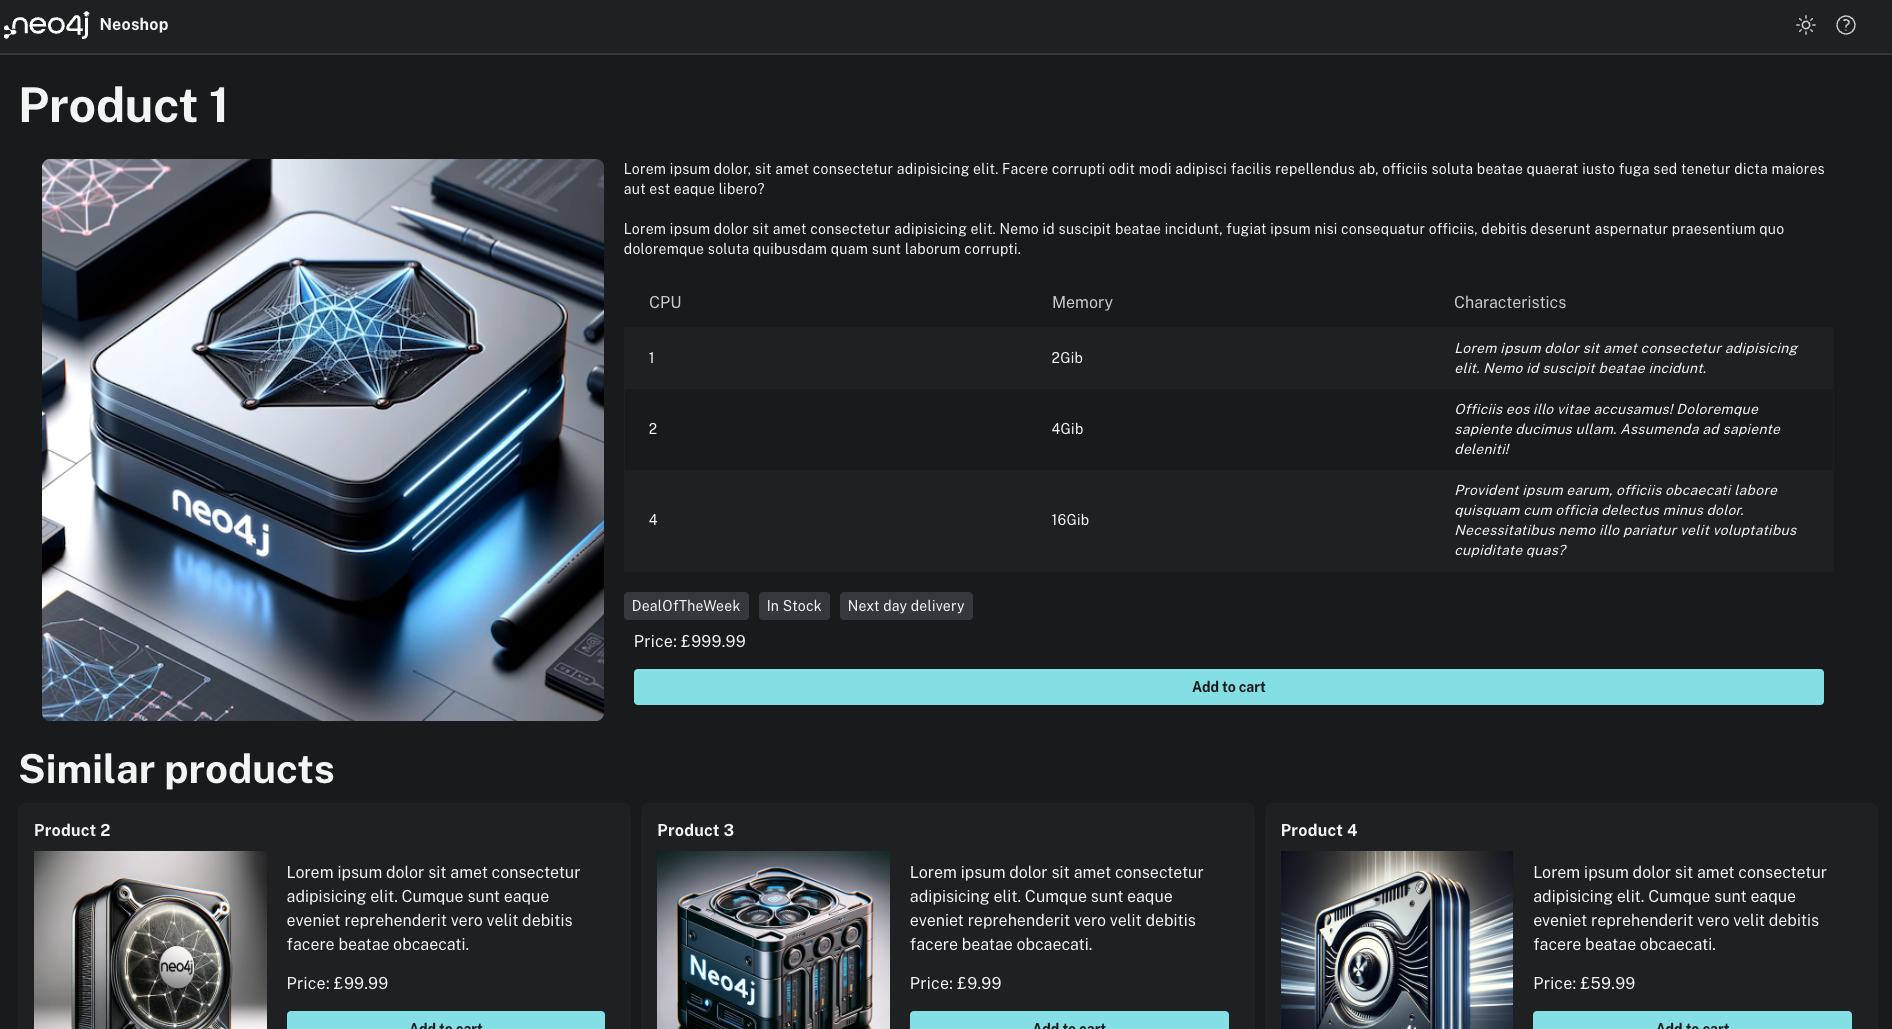 neo4j Neoshop
Product 1
neo4j
Lorem ipsum dolor, sit amet consectetur adipisicing elit. Facere corrupti odit modi adipisci facilis repellendus ab, officiis soluta beatae quaerat iusto fuga sed tenetur dicta maiores
aut est eaque libero?
Lorem ipsum dolor sit amet consectetur adipisicing elit. Nemo id suscipit beatae incidunt, fugiat ipsum nisi consequatur officiis, debitis deserunt aspernatur praesentium quo
doloremque soluta quibusdam quam sunt laborum corrupti.
CPU Memory Characteristics
1 2Gib Lorem ipsum dolor sit amet consectetur adipisicing
elit. Nemo id suscipit beatae incidunt.
2 4Gib Officiis eos illo vitae accusamus! Doloremque
sapiente ducimus ullam. Assumenda ad sapiente
deleniti!
4 16Gib Provident ipsum earum, officiis obcaecati labore
quisquam cum officia delectus minus dolor.
Necessitatibus nemo illo pariatur velit voluptatibus
cupiditate quas?
DealOfTheWeek In Stock Next day delivery
Price: £999.99
Add to cart
Similar products
Product 2
neo4j
Lorem ipsum dolor sit amet consectetur
adipisicing elit. Cumque sunt eaque
eveniet reprehenderit vero velit debitis
facere beatae obcaecati.
Price: £99.99
Add to cart
Product 3
Neo4j
Lorem ipsum dolor sit amet consectetur
adipisicing elit. Cumque sunt eaque
eveniet reprehenderit vero velit debitis
facere beatae obcaecati.
Price: £9.99
Add to cart
Product 4
Lorem ipsum dolor sit amet consectetur
adipisicing elit. Cumque sunt eaque
eveniet reprehenderit vero velit debitis
facere beatae obcaecati.
Price: £59.99
Add to cart